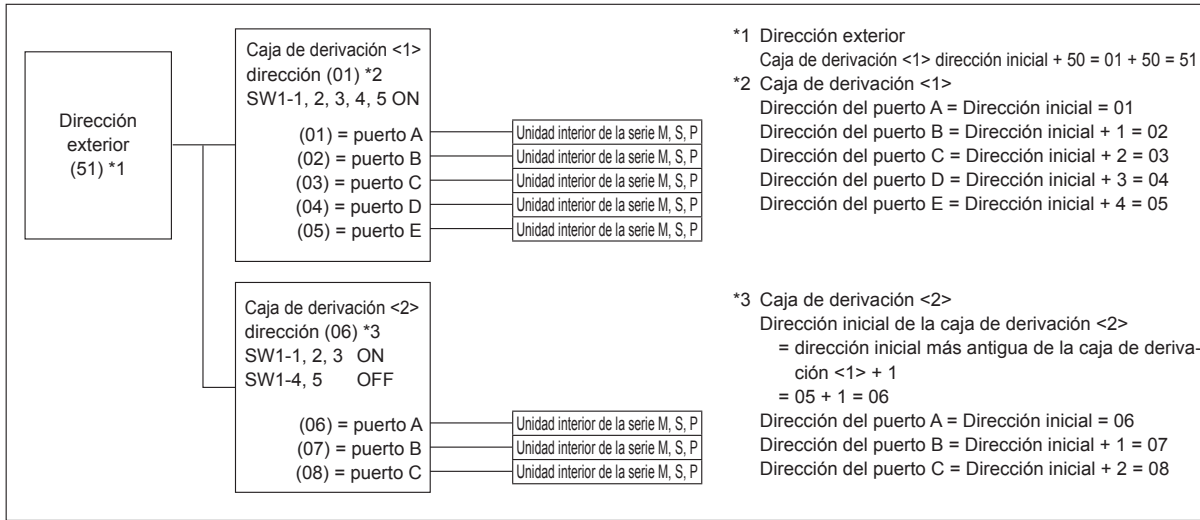 Dirección
exterior
(51) *1
Caja de derivación <1>
dirección (01) *2
SW1-1, 2, 3, 4, 5 ON
(01) = puerto A
(02) = puerto B
(03) = puerto C
(04) = puerto D
(05) = puerto E
Unidad interior de la serie M, S, P
Unidad interior de la serie M, S, P
Unidad interior de la serie M, S, P
Unidad interior de la serie M, S, P
Unidad interior de la serie M, S, P
Caja de derivación <2>
dirección (06) *3
SW1-1, 2, 3 ON
SW1-4, 5 OFF
(06) = puerto A
(07) = puerto B
(08) = puerto C
Unidad interior de la serie M, S, P
Unidad interior de la serie M, S, P
Unidad interior de la serie M, S, P
*1 Dirección exterior
Caja de derivación <1> dirección inicial + 50 = 01 + 50 = 51
*2 Caja de derivación <1>
Dirección del puerto A = Dirección inicial = 01
Dirección del puerto B = Dirección inicial + 1 = 02
Dirección del puerto C = Dirección inicial + 2 = 03
Dirección del puerto D = Dirección inicial + 3 = 04
Dirección del puerto E = Dirección inicial + 4 = 05
*3 Caja de derivación <2>
Dirección inicial de la caja de derivación <2>
= dirección inicial más antigua de la caja de deriva-
ción <1> + 1
= 05 + 1 = 06
Dirección del puerto A = Dirección inicial = 06
Dirección del puerto B = Dirección inicial + 1 = 07
Dirección del puerto C = Dirección inicial + 2 = 08